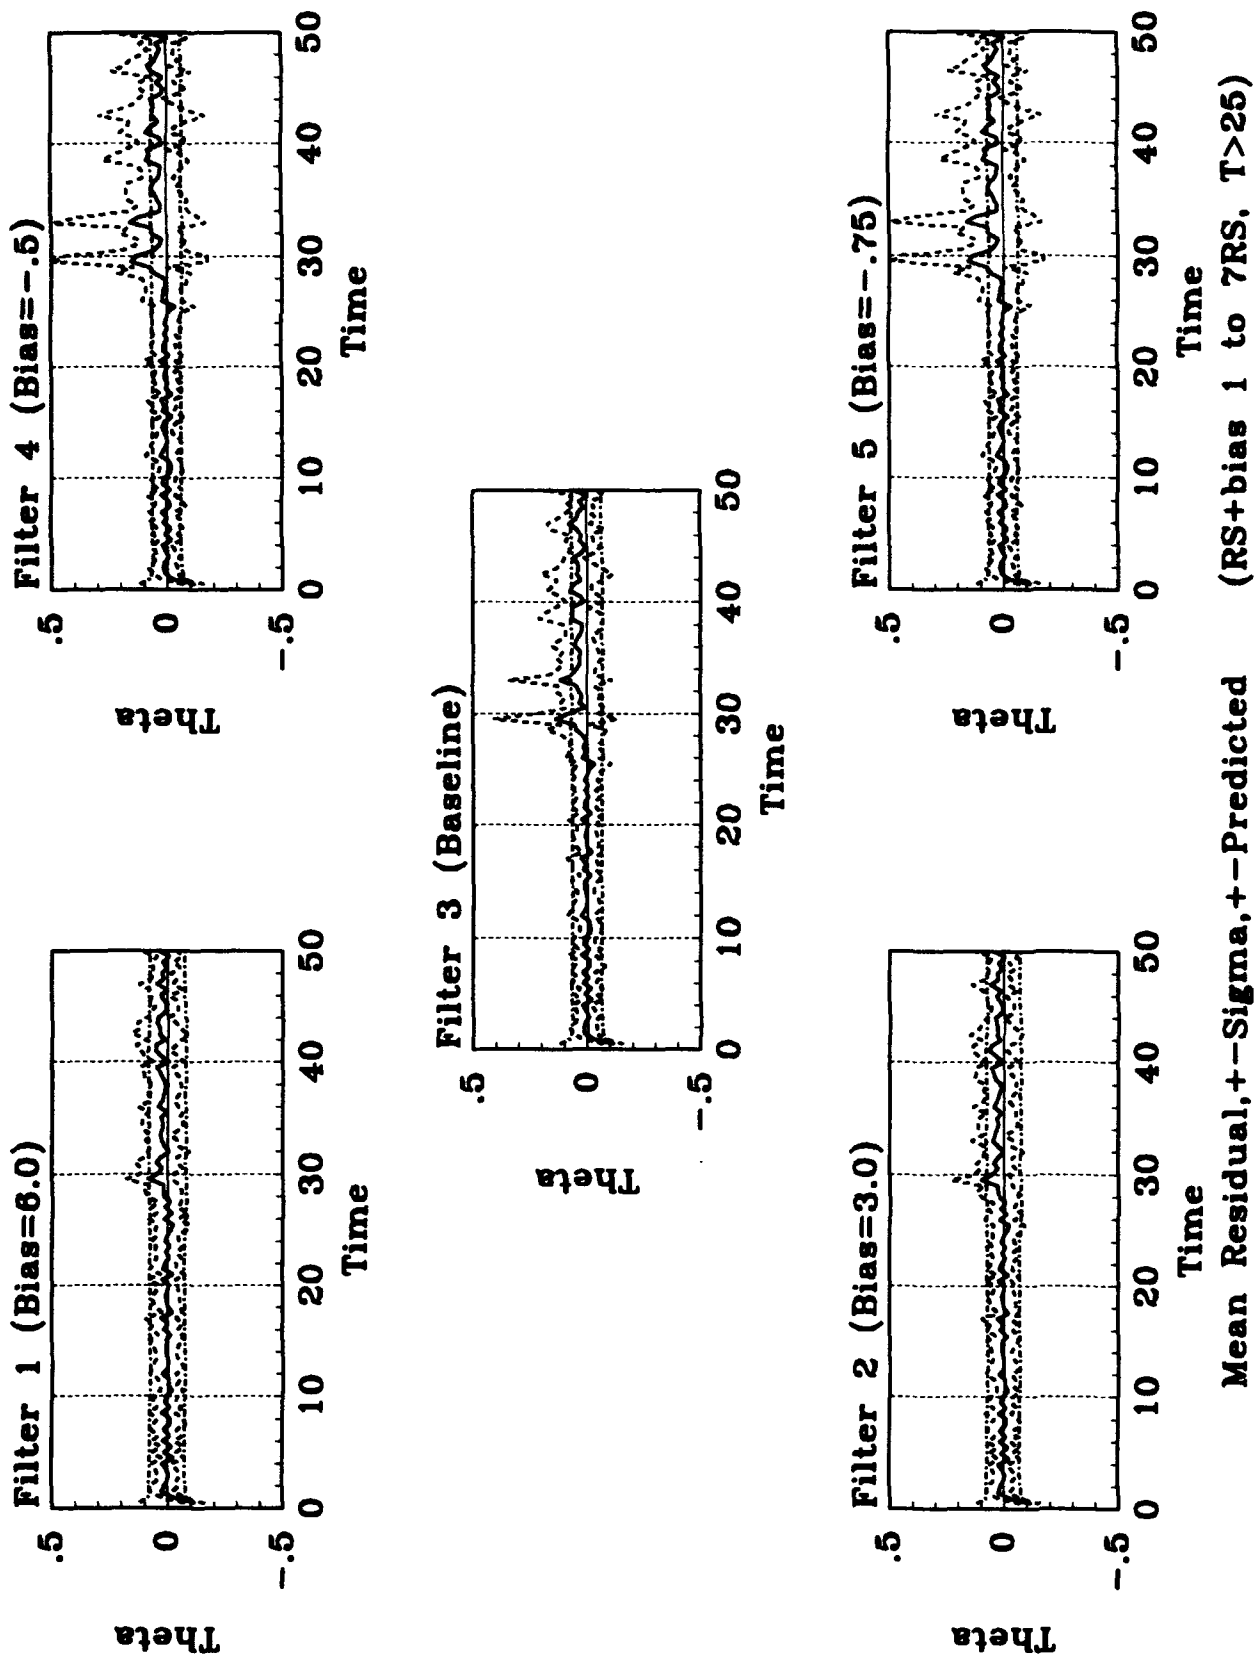 Filter 1 (Bias=6.0)
.5
0
-.5
Theta
0 10 20 30 40 50
Time
Filter 4 (Bias=-.5)
.5
0
-.5
Theta
0 10 20 30 40 50
Time
Filter 3 (Baseline)
.5
0
-.5
Theta
0 10 20 30 40 50
Time
Filter 2 (Bias=3.0)
.5
0
-.5
Theta
0 10 20 30 40 50
Time
Filter 5 (Bias=-.75)
.5
0
-.5
Theta
0 10 20 30 40 50
Time
Mean Residual,+-Sigma,+-Predicted (RS+bias 1 to 7RS, T>25)